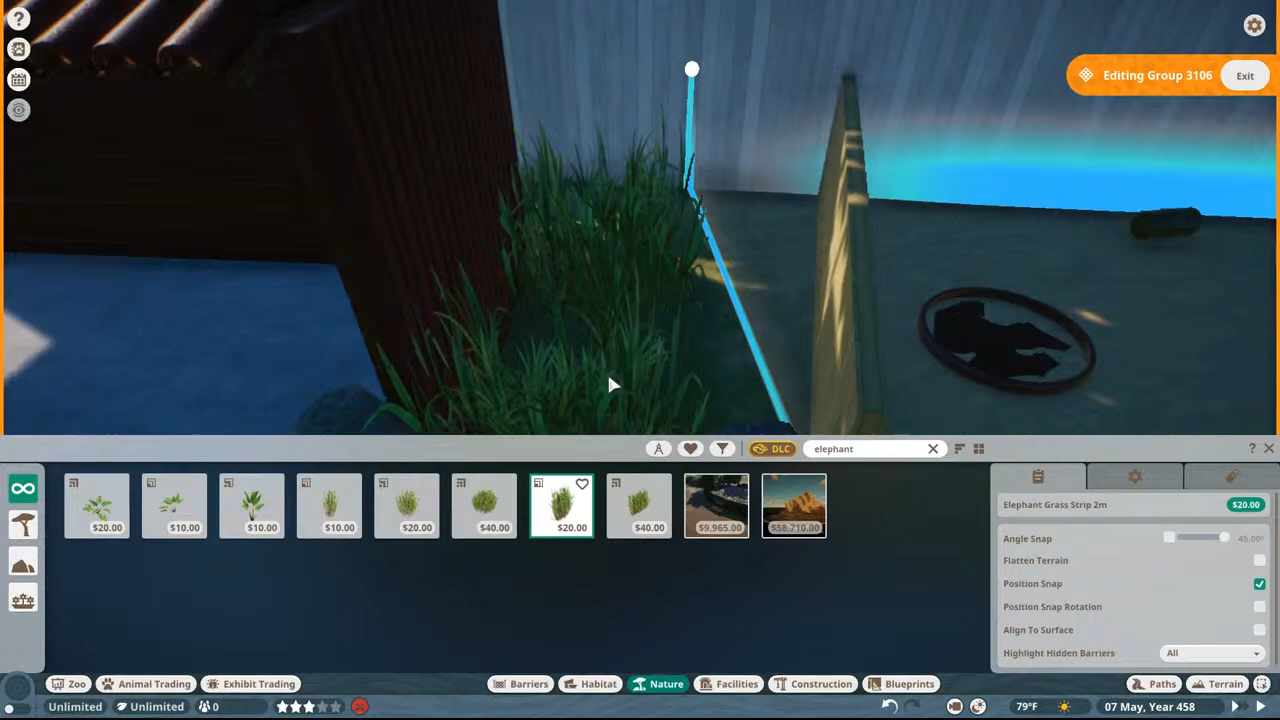 ?
Editing Group 3106
Exit
DLC
elephant
?
$20.00
$10.00
$10.00
$10.00
$20.00
$40.00
$20.00
$40.00
$9,965.00
$58,710.00
Elephant Grass Strip 2m
$20.00
Angle Snap
45.00°
Flatten Terrain
Position Snap
Position Snap Rotation
Align To Surface
Highlight Hidden Barriers
All
Zoo
Animal Trading
Exhibit Trading
Barriers
Habitat
Nature
Facilities
Construction
Blueprints
Paths
Terrain
Unlimited
Unlimited
0
79°F
07 May, Year 458